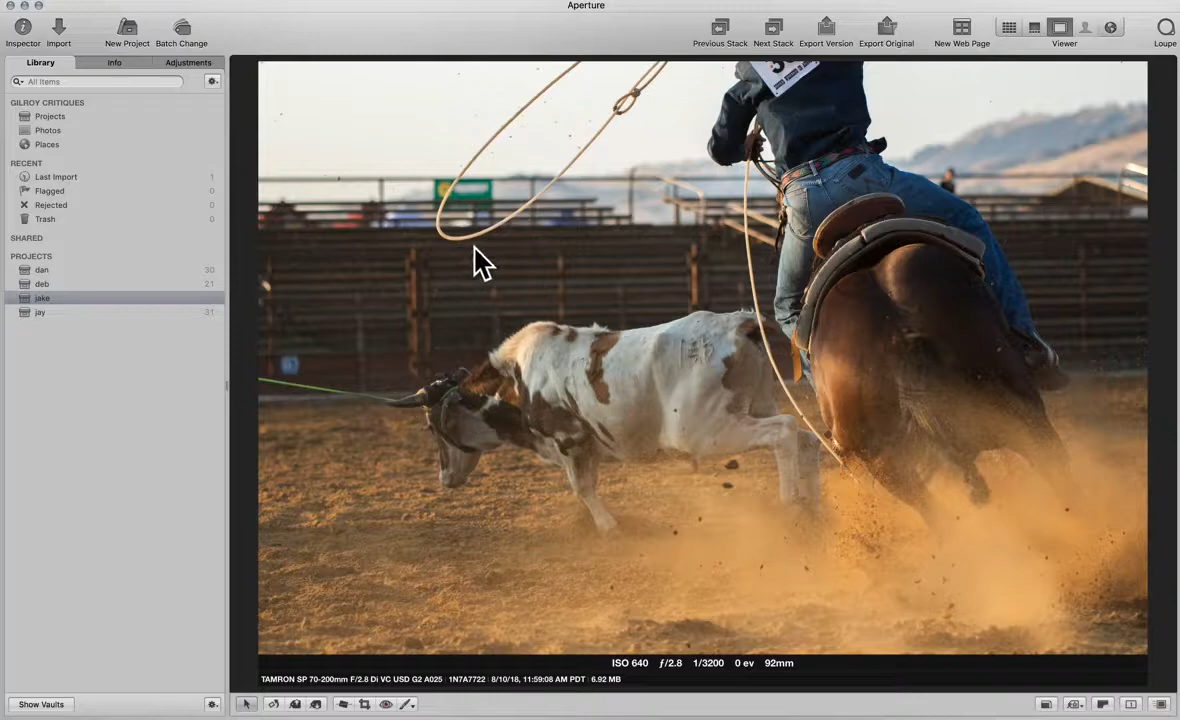 Aperture
Inspector Import New Project Batch Change Previous Stack Next Stack Export Version Export Original New Web Page Viewer Loupe
Library Info Adjustments
All Items
GILROY CRITIQUES
Projects
Photos
Places
RECENT
Last Import 1
Flagged 0
Rejected 0
Trash 0
SHARED
PROJECTS
dan 30
deb 21
jake
jay 31
ISO 640 ƒ/2.8 1/3200 0 ev 92mm
TAMRON SP 70-200mm F/2.8 Di VC USD G2 A025 | 1N7A7722 | 8/10/18, 11:59:08 AM PDT | 6.92 MB
Show Vaults